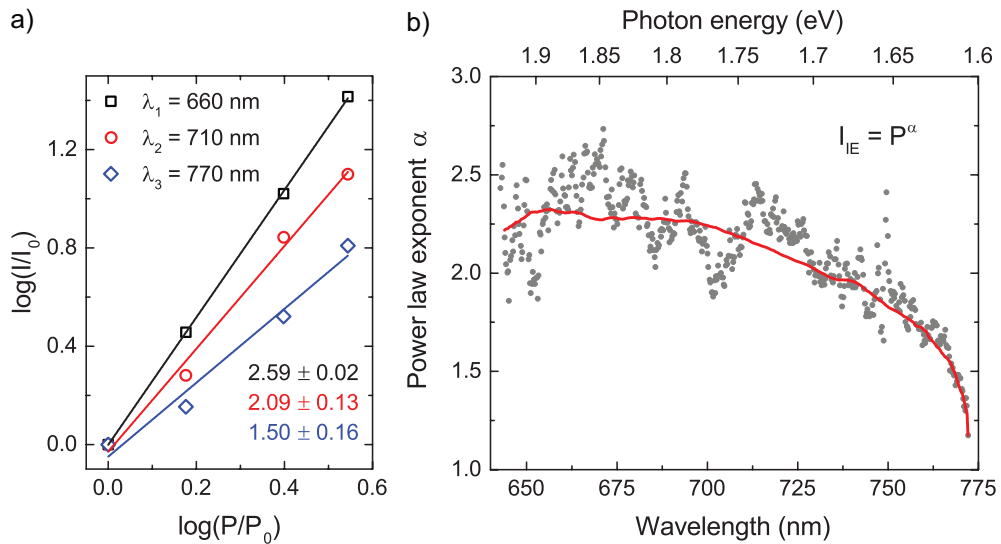 a)
log(I/I₀)
1.2
0.8
0.4
0.0
λ₁ = 660 nm
λ₂ = 710 nm
λ₃ = 770 nm
2.59 ± 0.02
2.09 ± 0.13
1.50 ± 0.16
0.0 0.2 0.4 0.6
log(P/P₀)
b)
Photon energy (eV)
1.9 1.85 1.8 1.75 1.7 1.65 1.6
Power law exponent α
3.0
2.5
2.0
1.5
1.0
I_IE = P^α
650 675 700 725 750 775
Wavelength (nm)